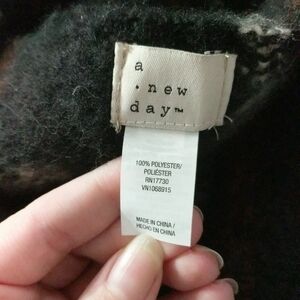 a
• new
day™
100% POLYESTER/
POLIÉSTER
RN17730
VN1068915
MADE IN CHINA /
HECHO EN CHINA